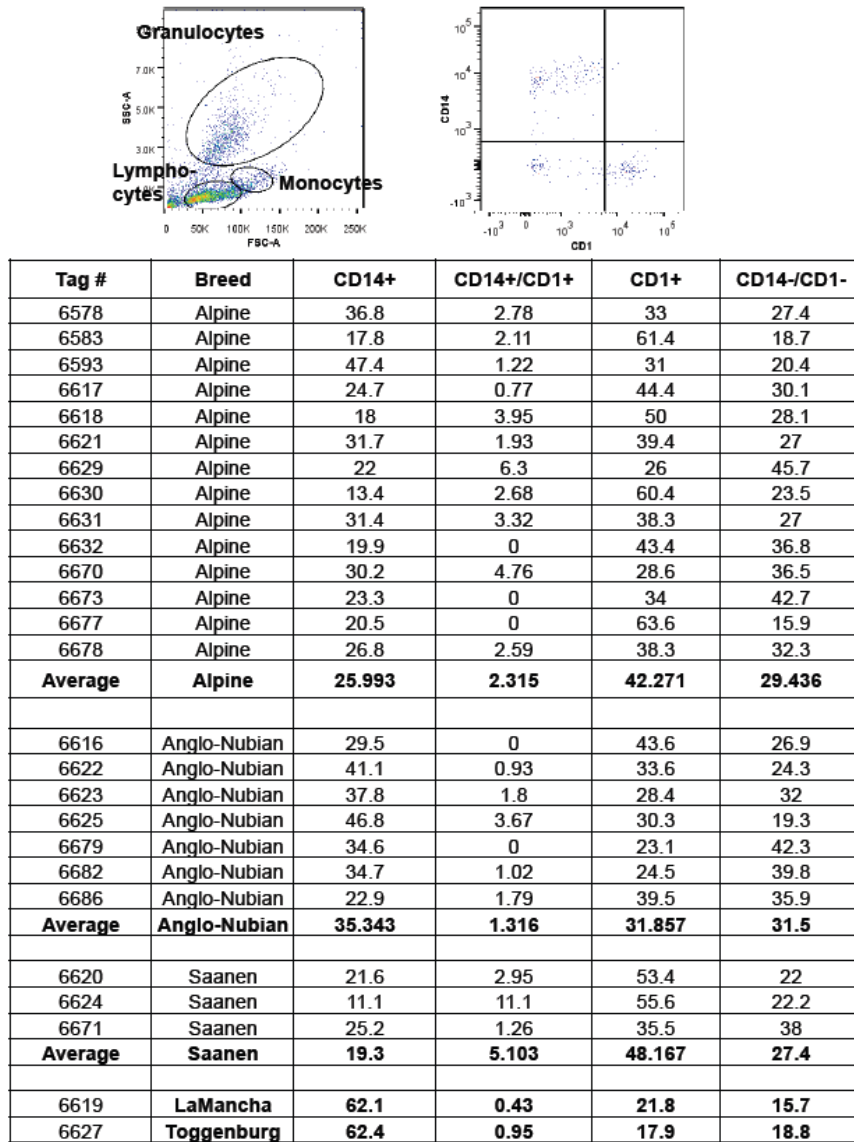 Granulocytes
7.0K
5.0K
3.0K
SSC-A
Lympho-
cytes
Monocytes
0 50K 100K 150K 200K 250K
FSC-A
10^5
10^4
10^3
-10^3
CD14
-10^3 0 10^3 10^4 10^5
CD1
Tag # Breed CD14+ CD14+/CD1+ CD1+ CD14-/CD1-
6578 Alpine 36.8 2.78 33 27.4
6583 Alpine 17.8 2.11 61.4 18.7
6593 Alpine 47.4 1.22 31 20.4
6617 Alpine 24.7 0.77 44.4 30.1
6618 Alpine 18 3.95 50 28.1
6621 Alpine 31.7 1.93 39.4 27
6629 Alpine 22 6.3 26 45.7
6630 Alpine 13.4 2.68 60.4 23.5
6631 Alpine 31.4 3.32 38.3 27
6632 Alpine 19.9 0 43.4 36.8
6670 Alpine 30.2 4.76 28.6 36.5
6673 Alpine 23.3 0 34 42.7
6677 Alpine 20.5 0 63.6 15.9
6678 Alpine 26.8 2.59 38.3 32.3
Average Alpine 25.993 2.315 42.271 29.436
6616 Anglo-Nubian 29.5 0 43.6 26.9
6622 Anglo-Nubian 41.1 0.93 33.6 24.3
6623 Anglo-Nubian 37.8 1.8 28.4 32
6625 Anglo-Nubian 46.8 3.67 30.3 19.3
6679 Anglo-Nubian 34.6 0 23.1 42.3
6682 Anglo-Nubian 34.7 1.02 24.5 39.8
6686 Anglo-Nubian 22.9 1.79 39.5 35.9
Average Anglo-Nubian 35.343 1.316 31.857 31.5
6620 Saanen 21.6 2.95 53.4 22
6624 Saanen 11.1 11.1 55.6 22.2
6671 Saanen 25.2 1.26 35.5 38
Average Saanen 19.3 5.103 48.167 27.4
6619 LaMancha 62.1 0.43 21.8 15.7
6627 Toggenburg 62.4 0.95 17.9 18.8